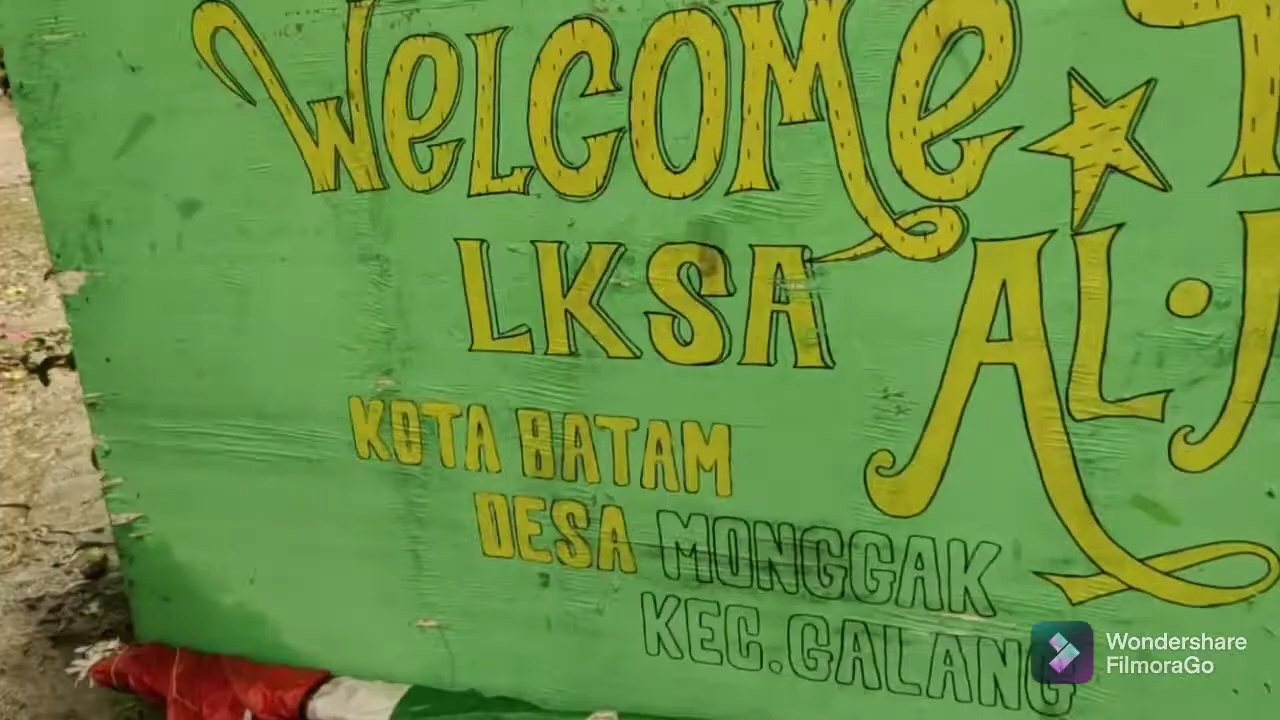 WELCOME
LKSA AL-J
KOTA BATAM
DESA MONGGAK
KEC.GALANG
Wondershare
FilmoraGo